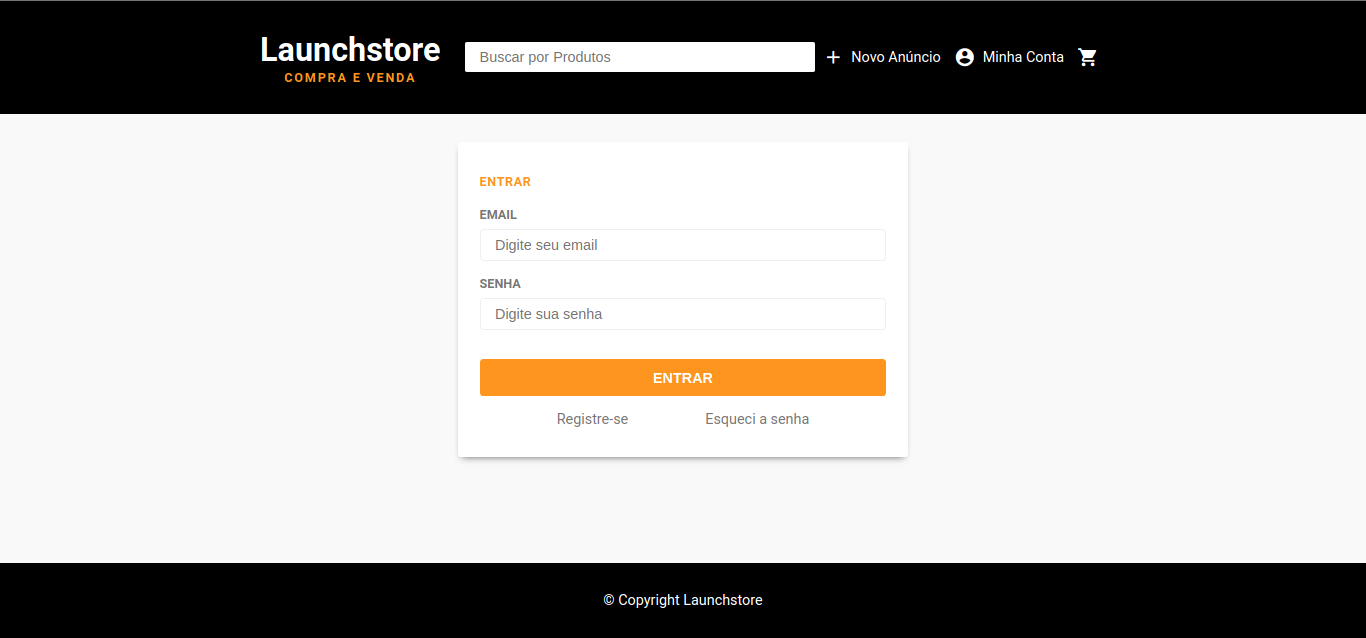 Launchstore
COMPRA E VENDA
Buscar por Produtos
Novo Anúncio
Minha Conta
ENTRAR
EMAIL
Digite seu email
SENHA
Digite sua senha
ENTRAR
Registre-se
Esqueci a senha
© Copyright Launchstore